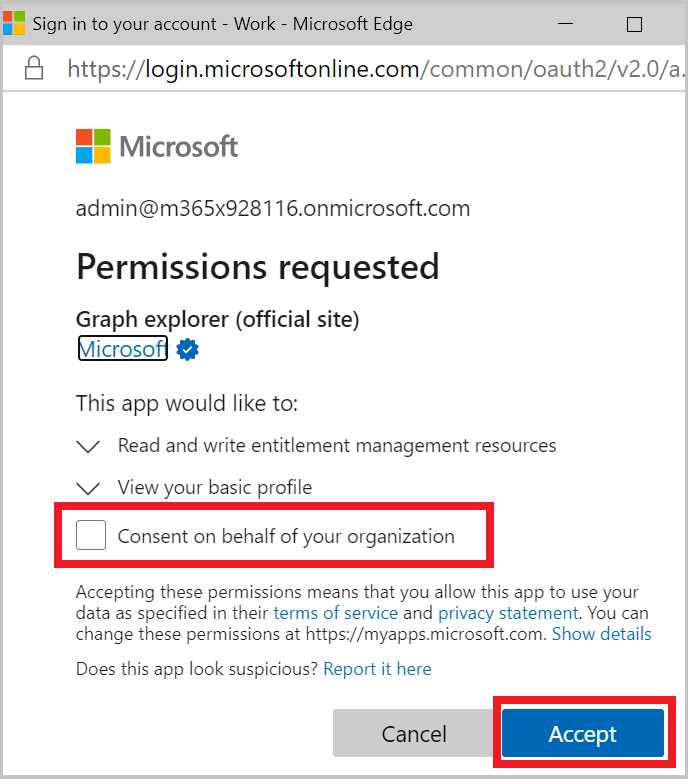 Sign in to your account - Work - Microsoft Edge
https://login.microsoftonline.com/common/oauth2/v2.0/a.
Microsoft
admin@m365x928116.onmicrosoft.com
Permissions requested
Graph explorer (official site)
Microsoft
This app would like to:
Read and write entitlement management resources
View your basic profile
Consent on behalf of your organization
Accepting these permissions means that you allow this app to use your
data as specified in their terms of service and privacy statement. You can
change these permissions at https://myapps.microsoft.com. Show details
Does this app look suspicious? Report it here
Cancel Accept